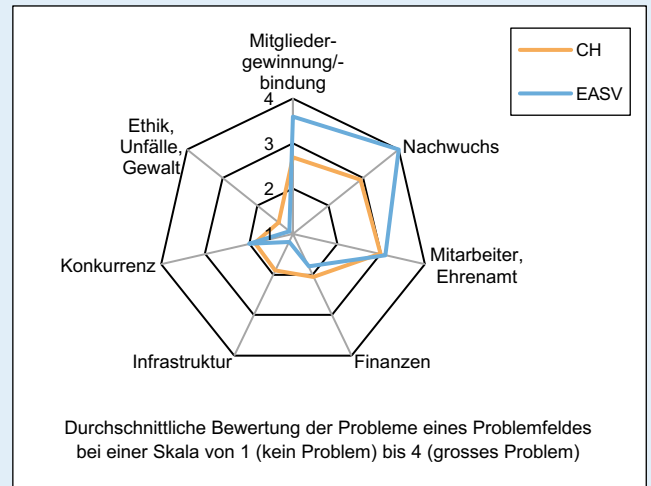 Mitglieder-
gewinnung/-
bindung
CH
EASV
4
3
2
1
Nachwuchs
Mitarbeiter,
Ehrenamt
Finanzen
Infrastruktur
Konkurrenz
Ethik,
Unfälle,
Gewalt
Durchschnittliche Bewertung der Probleme eines Problemfeldes
bei einer Skala von 1 (kein Problem) bis 4 (grosses Problem)